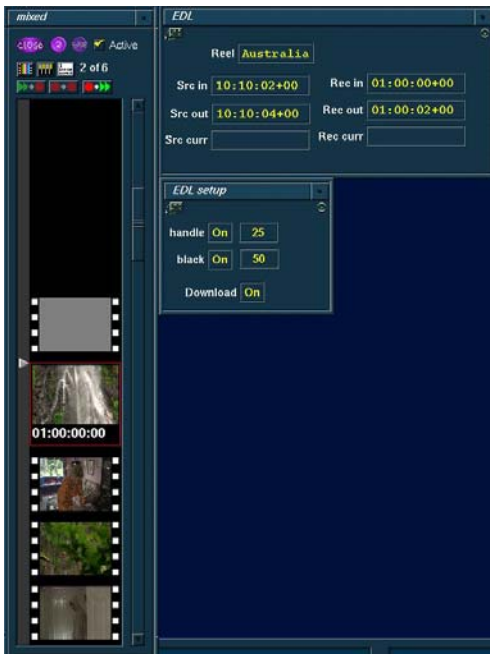 mixed
close
Active
2 of 6
01:00:00:00
EDL
Reel Australia
Src in 10:10:02+00 Rec in 01:00:00+00
Src out 10:10:04+00 Rec out 01:00:02+00
Src curr Rec curr
EDL setup
handle On 25
black On 50
Download On